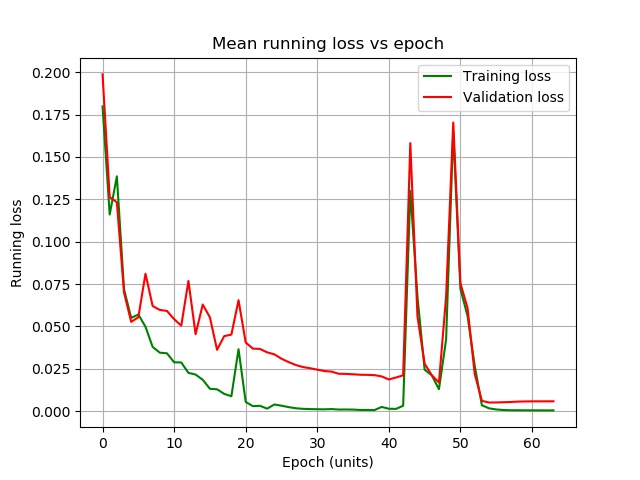 Mean running loss vs epoch
Training loss
Validation loss
0.200
0.175
0.150
0.125
0.100
0.075
0.050
0.025
0.000
Running loss
0 10 20 30 40 50 60
Epoch (units)